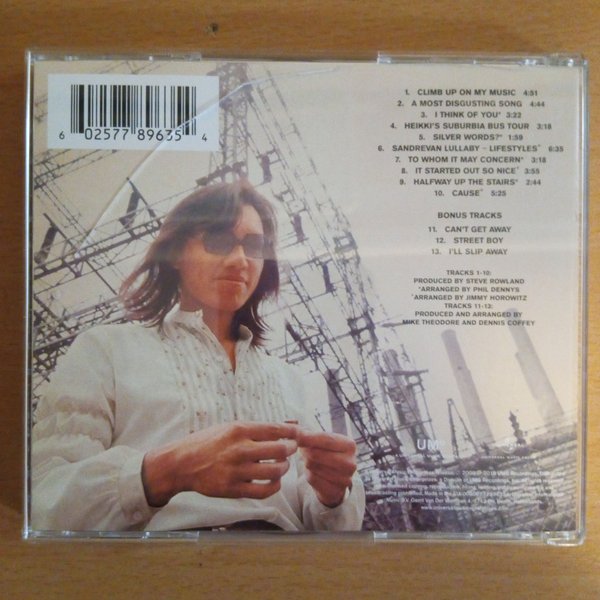 1. CLIMB UP ON MY MUSIC 4:51
2. A MOST DISGUSTING SONG 4:44
3. I THINK OF YOU* 3:22
4. HEIKKI'S SUBURBIA BUS TOUR 3:18
5. SILVER WORDS?* 1:59
6. SANDREVAN LULLABY – LIFESTYLES^ 6:35
7. TO WHOM IT MAY CONCERN* 3:18
8. IT STARTED OUT SO NICE^ 3:55
9. HALFWAY UP THE STAIRS* 2:44
10. CAUSE^ 5:25
BONUS TRACKS
11. CAN'T GET AWAY
12. STREET BOY
13. I'LL SLIP AWAY
TRACKS 1-10:
PRODUCED BY STEVE ROWLAND
*ARRANGED BY PHIL DENNYS
^ARRANGED BY JIMMY HOROWITZ
TRACKS 11-13:
PRODUCED AND ARRANGED BY
MIKE THEODORE AND DENNIS COFFEY
6 02577 89635 4
UMe